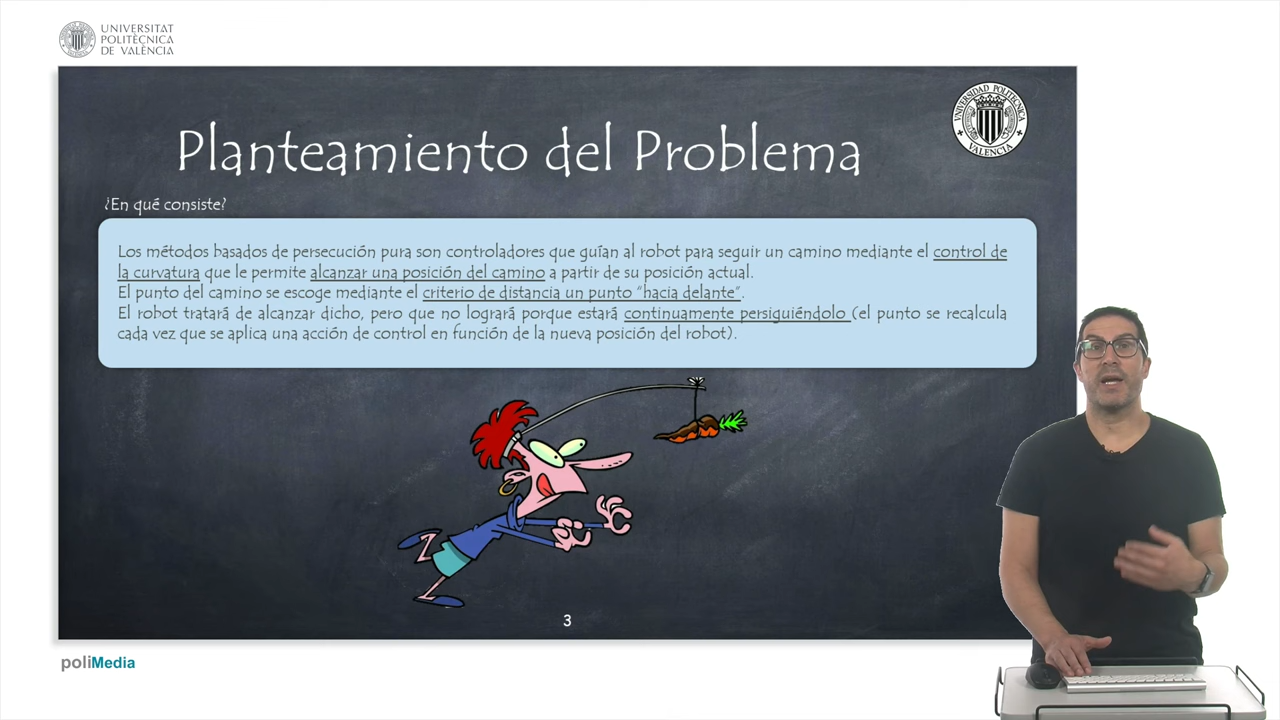 UNIVERSITAT
POLITÈCNICA
DE VALÈNCIA
UNIVERSIDAD POLITECNICA
VALENCIA
Planteamiento del Problema
¿En qué consiste?
Los métodos basados de persecución pura son controladores que guían al robot para seguir un camino mediante el control de
la curvatura que le permite alcanzar una posición del camino a partir de su posición actual.
El punto del camino se escoge mediante el criterio de distancia un punto “hacia delante”.
El robot tratará de alcanzar dicho, pero que no logrará porque estará continuamente persiguiéndolo (el punto se recalcula
cada vez que se aplica una acción de control en función de la nueva posición del robot).
3
poliMedia